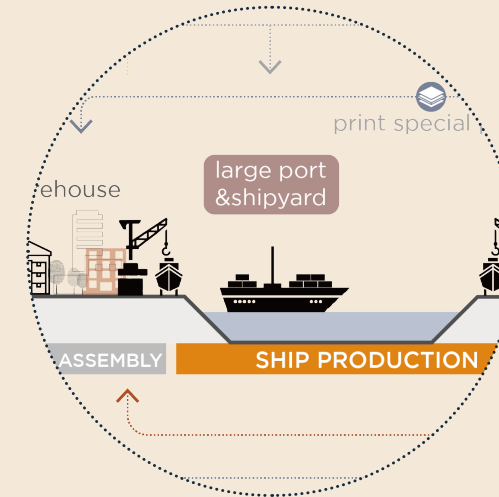 print special
large port
&shipyard
ehouse
ASSEMBLY
SHIP PRODUCTION